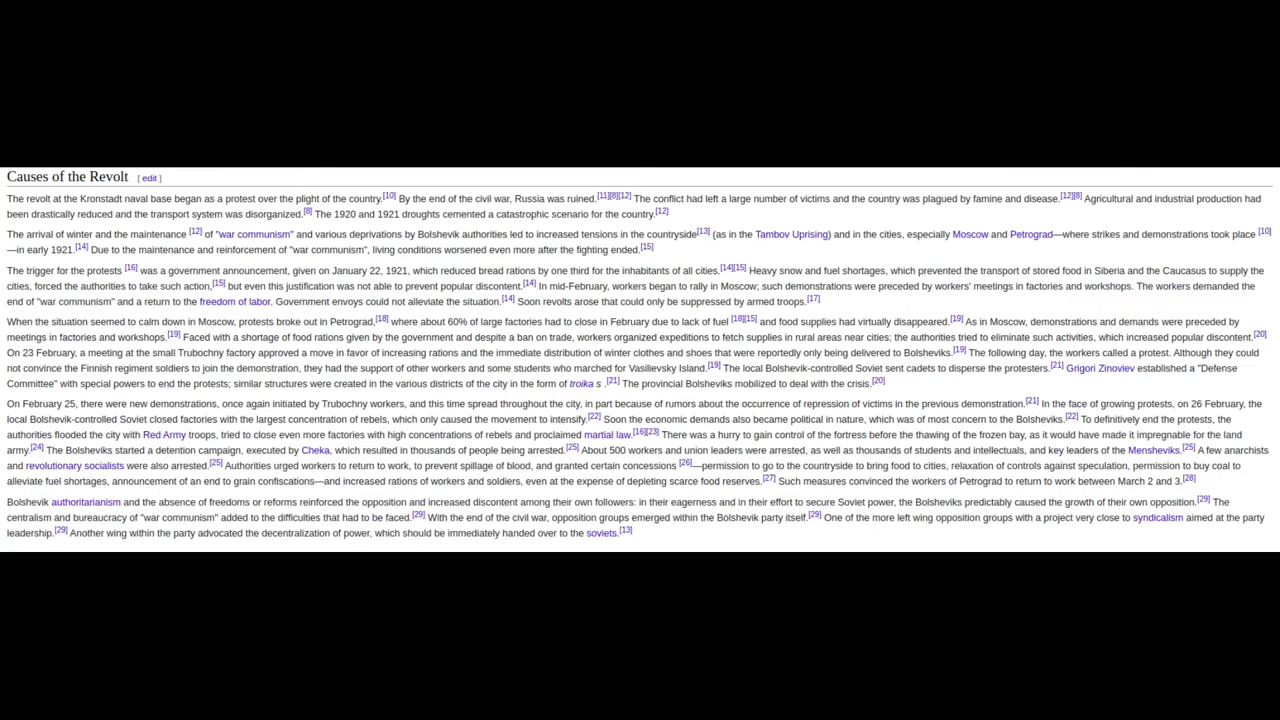 Causes of the Revolt [ edit ]
The revolt at the Kronstadt naval base began as a protest over the plight of the country.[10] By the end of the civil war, Russia was ruined.[11][8][12] The conflict had left a large number of victims and the country was plagued by famine and disease.[12][8] Agricultural and industrial production had
been drastically reduced and the transport system was disorganized.[8] The 1920 and 1921 droughts cemented a catastrophic scenario for the country.[12]
The arrival of winter and the maintenance [12] of "war communism" and various deprivations by Bolshevik authorities led to increased tensions in the countryside[13] (as in the Tambov Uprising) and in the cities, especially Moscow and Petrograd—where strikes and demonstrations took place [10]
—in early 1921.[14] Due to the maintenance and reinforcement of "war communism", living conditions worsened even more after the fighting ended.[15]
The trigger for the protests [16] was a government announcement, given on January 22, 1921, which reduced bread rations by one third for the inhabitants of all cities.[14][15] Heavy snow and fuel shortages, which prevented the transport of stored food in Siberia and the Caucasus to supply the
cities, forced the authorities to take such action,[15] but even this justification was not able to prevent popular discontent.[14] In mid-February, workers began to rally in Moscow; such demonstrations were preceded by workers' meetings in factories and workshops. The workers demanded the
end of "war communism" and a return to the freedom of labor. Government envoys could not alleviate the situation.[14] Soon revolts arose that could only be suppressed by armed troops.[17]
When the situation seemed to calm down in Moscow, protests broke out in Petrograd,[18] where about 60% of large factories had to close in February due to lack of fuel [18][15] and food supplies had virtually disappeared.[19] As in Moscow, demonstrations and demands were preceded by
meetings in factories and workshops.[19] Faced with a shortage of food rations given by the government and despite a ban on trade, workers organized expeditions to fetch supplies in rural areas near cities; the authorities tried to eliminate such activities, which increased popular discontent.[20]
On 23 February, a meeting at the small Trubochny factory approved a move in favor of increasing rations and the immediate distribution of winter clothes and shoes that were reportedly only being delivered to Bolsheviks.[19] The following day, the workers called a protest. Although they could
not convince the Finnish regiment soldiers to join the demonstration, they had the support of other workers and some students who marched for Vasilievsky Island.[19] The local Bolshevik-controlled Soviet sent cadets to disperse the protesters.[21] Grigori Zinoviev established a "Defense
Committee" with special powers to end the protests; similar structures were created in the various districts of the city in the form of troika s .[21] The provincial Bolsheviks mobilized to deal with the crisis.[20]
On February 25, there were new demonstrations, once again initiated by Trubochny workers, and this time spread throughout the city, in part because of rumors about the occurrence of repression of victims in the previous demonstration.[21] In the face of growing protests, on 26 February, the
local Bolshevik-controlled Soviet closed factories with the largest concentration of rebels, which only caused the movement to intensify.[22] Soon the economic demands also became political in nature, which was of most concern to the Bolsheviks.[22] To definitively end the protests, the
authorities flooded the city with Red Army troops, tried to close even more factories with high concentrations of rebels and proclaimed martial law.[16][23] There was a hurry to gain control of the fortress before the thawing of the frozen bay, as it would have made it impregnable for the land
army.[24] The Bolsheviks started a detention campaign, executed by Cheka, which resulted in thousands of people being arrested.[25] About 500 workers and union leaders were arrested, as well as thousands of students and intellectuals, and key leaders of the Mensheviks.[25] A few anarchists
and revolutionary socialists were also arrested.[25] Authorities urged workers to return to work, to prevent spillage of blood, and granted certain concessions [26]—permission to go to the countryside to bring food to cities, relaxation of controls against speculation, permission to buy coal to
alleviate fuel shortages, announcement of an end to grain confiscations—and increased rations of workers and soldiers, even at the expense of depleting scarce food reserves.[27] Such measures convinced the workers of Petrograd to return to work between March 2 and 3.[28]
Bolshevik authoritarianism and the absence of freedoms or reforms reinforced the opposition and increased discontent among their own followers: in their eagerness and in their effort to secure Soviet power, the Bolsheviks predictably caused the growth of their own opposition.[29] The
centralism and bureaucracy of "war communism" added to the difficulties that had to be faced.[29] With the end of the civil war, opposition groups emerged within the Bolshevik party itself.[29] One of the more left wing opposition groups with a project very close to syndicalism aimed at the party
leadership.[29] Another wing within the party advocated the decentralization of power, which should be immediately handed over to the soviets.[13]